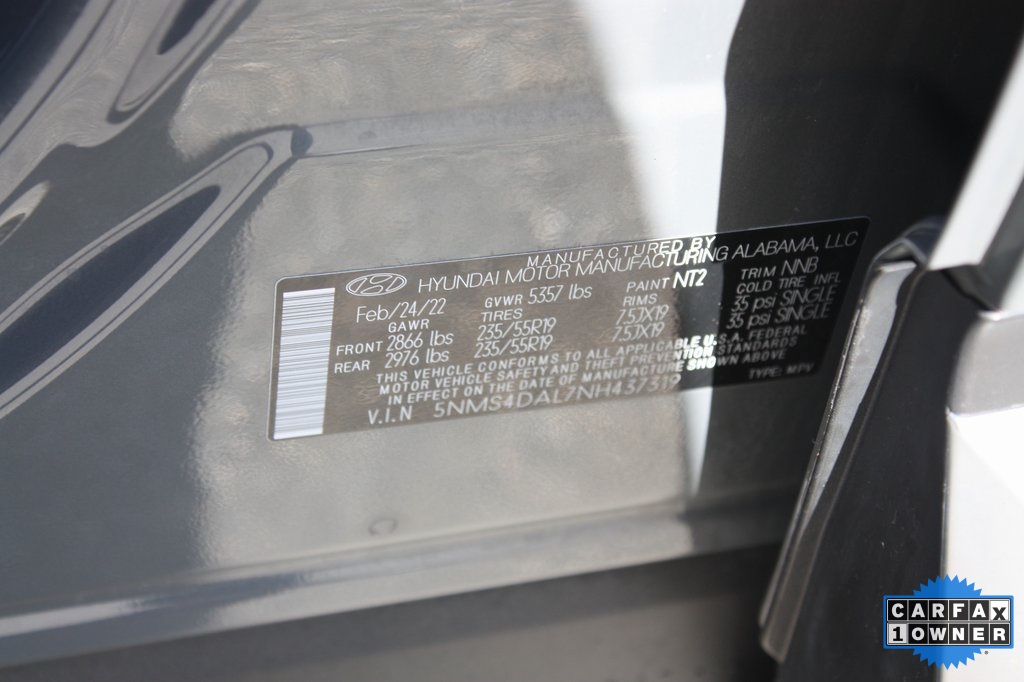 MANUFACTURED BY
HYUNDAI MOTOR MANUFACTURING ALABAMA, LLC
Feb/24/22 GVWR 5357 lbs PAINT NT2 TRIM NNB
GAWR TIRES RIMS COLD TIRE INFL
FRONT 2866 lbs 235/55R19 7.5JX19 35 psi SINGLE
REAR 2976 lbs 235/55R19 7.5JX19 35 psi SINGLE
THIS VEHICLE CONFORMS TO ALL APPLICABLE U.S.A. FEDERAL
MOTOR VEHICLE SAFETY AND THEFT PREVENTION STANDARDS
IN EFFECT ON THE DATE OF MANUFACTURE SHOWN ABOVE
V.I.N 5NMS4DAL7NH437319 TYPE: MPV
CARFAX
1 OWNER